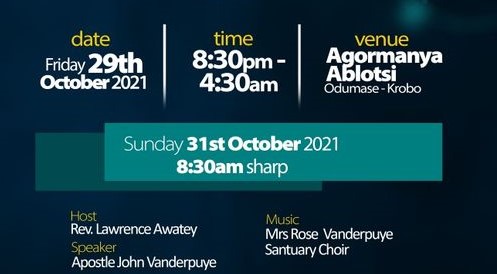 date
Friday 29th
October 2021
time
8:30pm -
4:30am
venue
Agormanya
Ablotsi
Odumase - Krobo
Sunday 31st October 2021
8:30am sharp
Host
Rev. Lawrence Awatey
Speaker
Apostle John Vanderpuye
Music
Mrs Rose Vanderpuye
Santuary Choir